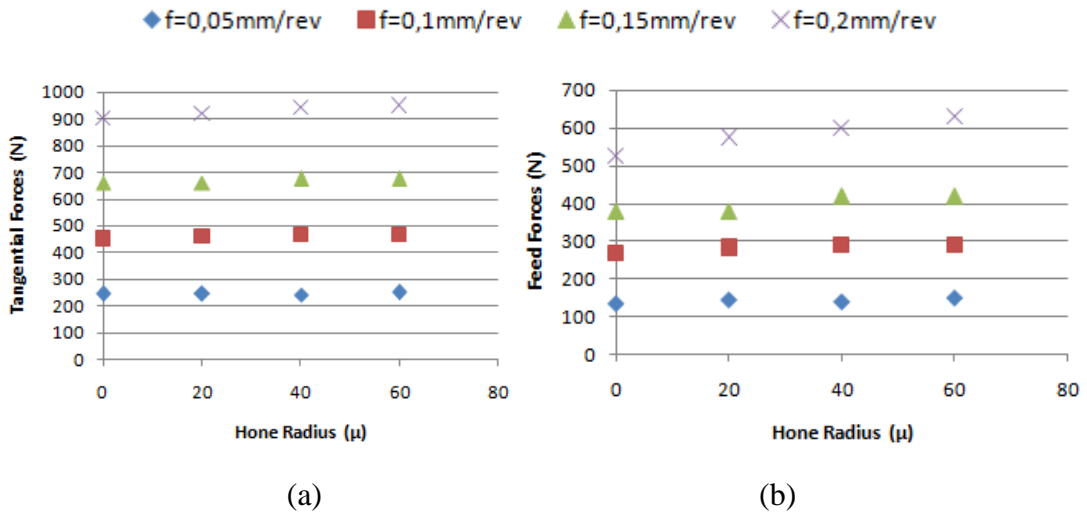 f=0,05mm/rev f=0,1mm/rev f=0,15mm/rev f=0,2mm/rev
Tangential Forces (N)
1000
900
800
700
600
500
400
300
200
100
0
0 20 40 60 80
Hone Radius (µ)
(a)
Feed Forces (N)
700
600
500
400
300
200
100
0
0 20 40 60 80
Hone Radius (µ)
(b)